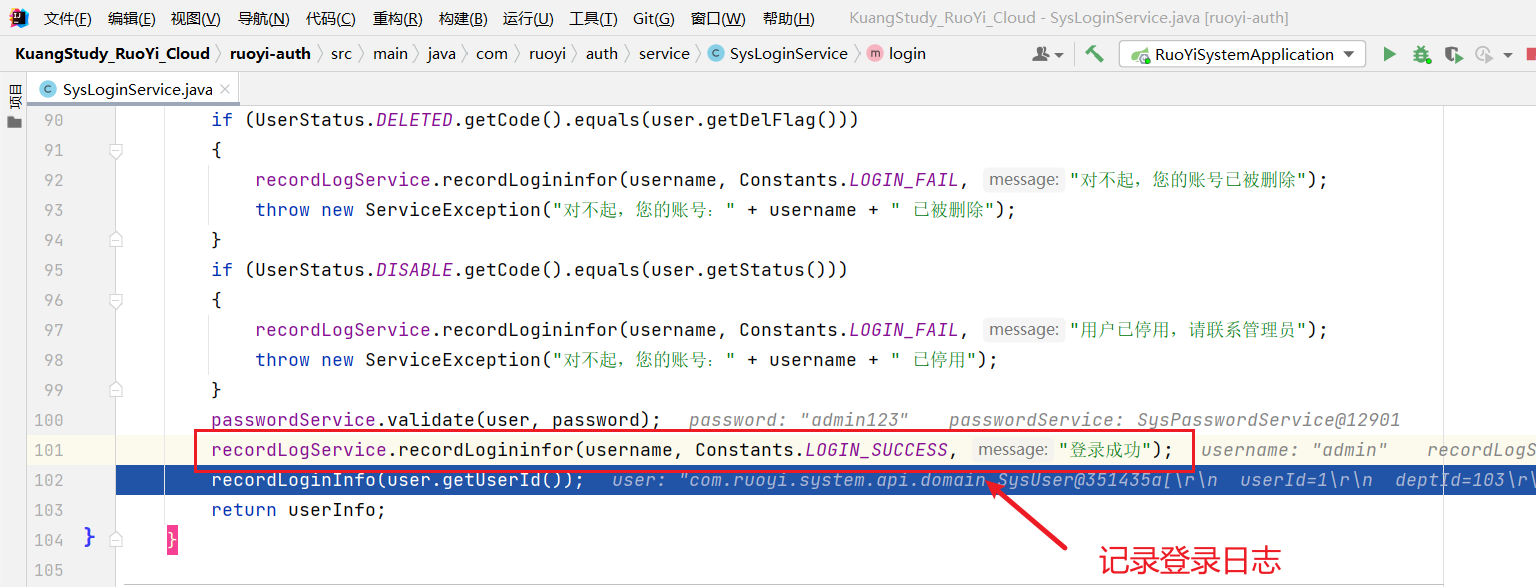 文件(F) 编辑(E) 视图(V) 导航(N) 代码(C) 重构(R) 构建(B) 运行(U) 工具(T) Git(G) 窗口(W) 帮助(H) KuangStudy_RuoYi_Cloud - SysLoginService.java [ruoyi-auth]
KuangStudy_RuoYi_Cloud ruoyi-auth src main java com ruoyi auth service C SysLoginService m login RuoYiSystemApplication
C SysLoginService.java
项目
90 if (UserStatus.DELETED.getCode().equals(user.getDelFlag()))
91 {
92 recordLogService.recordLogininfor(username, Constants.LOGIN_FAIL, message: "对不起，您的账号已被删除");
93 throw new ServiceException("对不起，您的账号：" + username + " 已被删除");
94 }
95 if (UserStatus.DISABLE.getCode().equals(user.getStatus()))
96 {
97 recordLogService.recordLogininfor(username, Constants.LOGIN_FAIL, message: "用户已停用，请联系管理员");
98 throw new ServiceException("对不起，您的账号：" + username + " 已停用");
99 }
100 passwordService.validate(user, password); password: "admin123" passwordService: SysPasswordService@12901
101 recordLogService.recordLogininfor(username, Constants.LOGIN_SUCCESS, message: "登录成功"); username: "admin" recordLogS
102 recordLoginInfo(user.getUserId()); user: "com.ruoyi.system.api.domain.SysUser@351435a[\r\n userId=1\r\n deptId=103\r\
103 return userInfo;
104 } }
105
记录登录日志